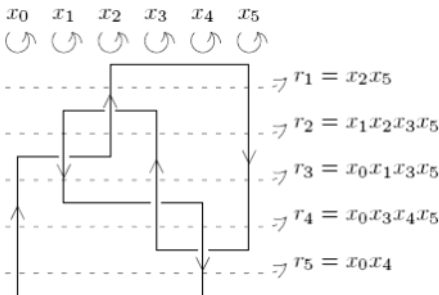 x₀ x₁ x₂ x₃ x₄ x₅
r₁ = x₂x₅
r₂ = x₁x₂x₃x₅
r₃ = x₀x₁x₃x₅
r₄ = x₀x₃x₄x₅
r₅ = x₀x₄